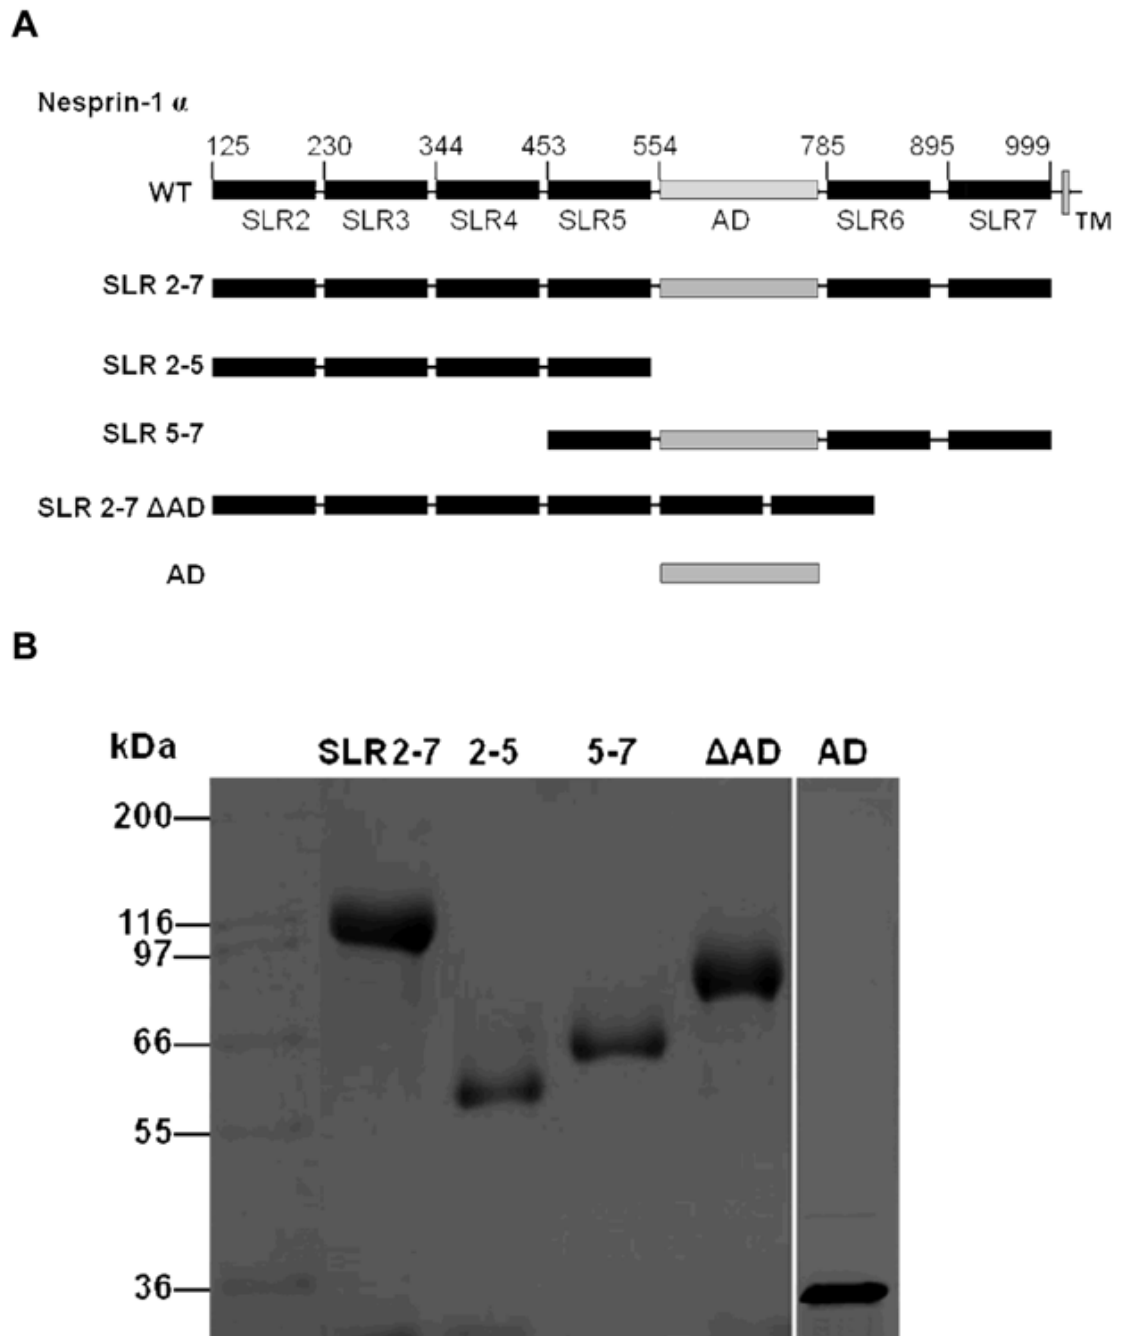 A
Nesprin-1 α
125 230 344 453 554 785 895 999
WT
SLR2 SLR3 SLR4 SLR5 AD SLR6 SLR7 TM
SLR 2-7
SLR 2-5
SLR 5-7
SLR 2-7 ΔAD
AD
B
kDa SLR2-7 2-5 5-7 ΔAD AD
200
116
97
66
55
36